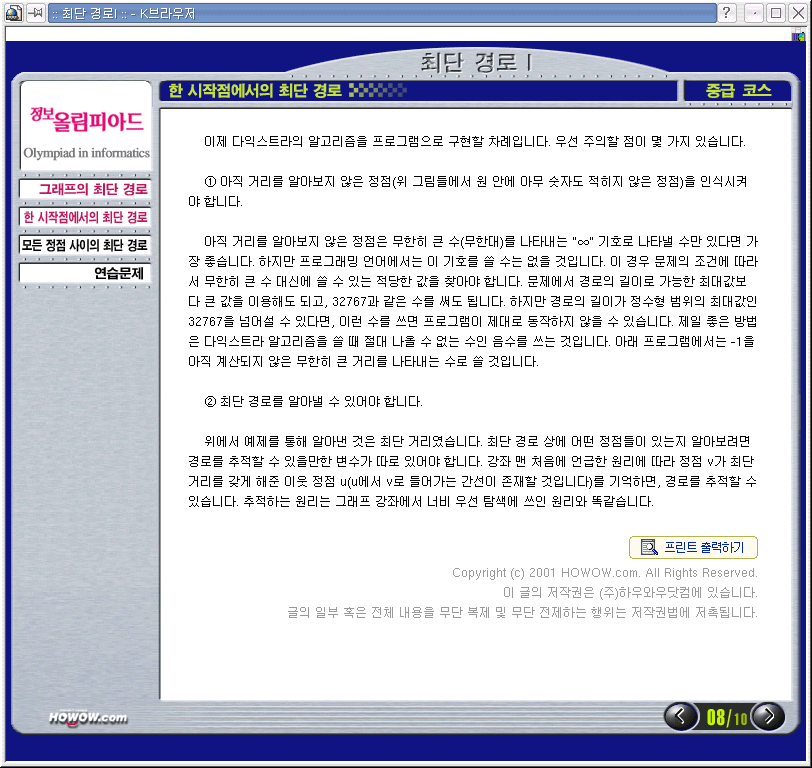 :: 최단 경로I :: - K브라우저
최단 경로 I
한 시작점에서의 최단 경로
중급 코스
정보올림피아드
Olympiad in informatics
그래프의 최단 경로
한 시작점에서의 최단 경로
모든 정점 사이의 최단 경로
연습문제
이제 다익스트라의 알고리즘을 프로그램으로 구현할 차례입니다. 우선 주의할 점이 몇 가지 있습니다.
① 아직 거리를 알아보지 않은 정점(위 그림들에서 원 안에 아무 숫자도 적히지 않은 정점)을 인식시켜
야 합니다.
아직 거리를 알아보지 않은 정점은 무한히 큰 수(무한대)를 나타내는 "∞" 기호로 나타낼 수만 있다면 가
장 좋습니다. 하지만 프로그래밍 언어에서는 이 기호를 쓸 수는 없을 것입니다. 이 경우 문제의 조건에 따라
서 무한히 큰 수 대신에 쓸 수 있는 적당한 값을 찾아야 합니다. 문제에서 경로의 길이로 가능한 최대값보
다 큰 값을 이용해도 되고, 32767과 같은 수를 써도 됩니다. 하지만 경로의 길이가 정수형 범위의 최대값인
32767을 넘어설 수 있다면, 이런 수를 쓰면 프로그램이 제대로 동작하지 않을 수 있습니다. 제일 좋은 방법
은 다익스트라 알고리즘을 쓸 때 절대 나올 수 없는 수인 음수를 쓰는 것입니다. 아래 프로그램에서는 -1을
아직 계산되지 않은 무한히 큰 거리를 나타내는 수로 쓸 것입니다.
② 최단 경로를 알아낼 수 있어야 합니다.
위에서 예제를 통해 알아낸 것은 최단 거리였습니다. 최단 경로 상에 어떤 정점들이 있는지 알아보려면
경로를 추적할 수 있을만한 변수가 따로 있어야 합니다. 강좌 맨 처음에 언급한 원리에 따라 정점 v가 최단
거리를 갖게 해준 이웃 정점 u(u에서 v로 들어가는 간선이 존재할 것입니다)를 기억하면, 경로를 추적할 수
있습니다. 추적하는 원리는 그래프 강좌에서 너비 우선 탐색에 쓰인 원리와 똑같습니다.
프린트 출력하기
Copyright (c) 2001 HOWOW.com. All Rights Reserved.
이 글의 저작권은 (주)하우와우닷컴에 있습니다.
글의 일부 혹은 전체 내용을 무단 복제 및 무단 전제하는 행위는 저작권법에 저촉됩니다.
HOWOW.com
08/10